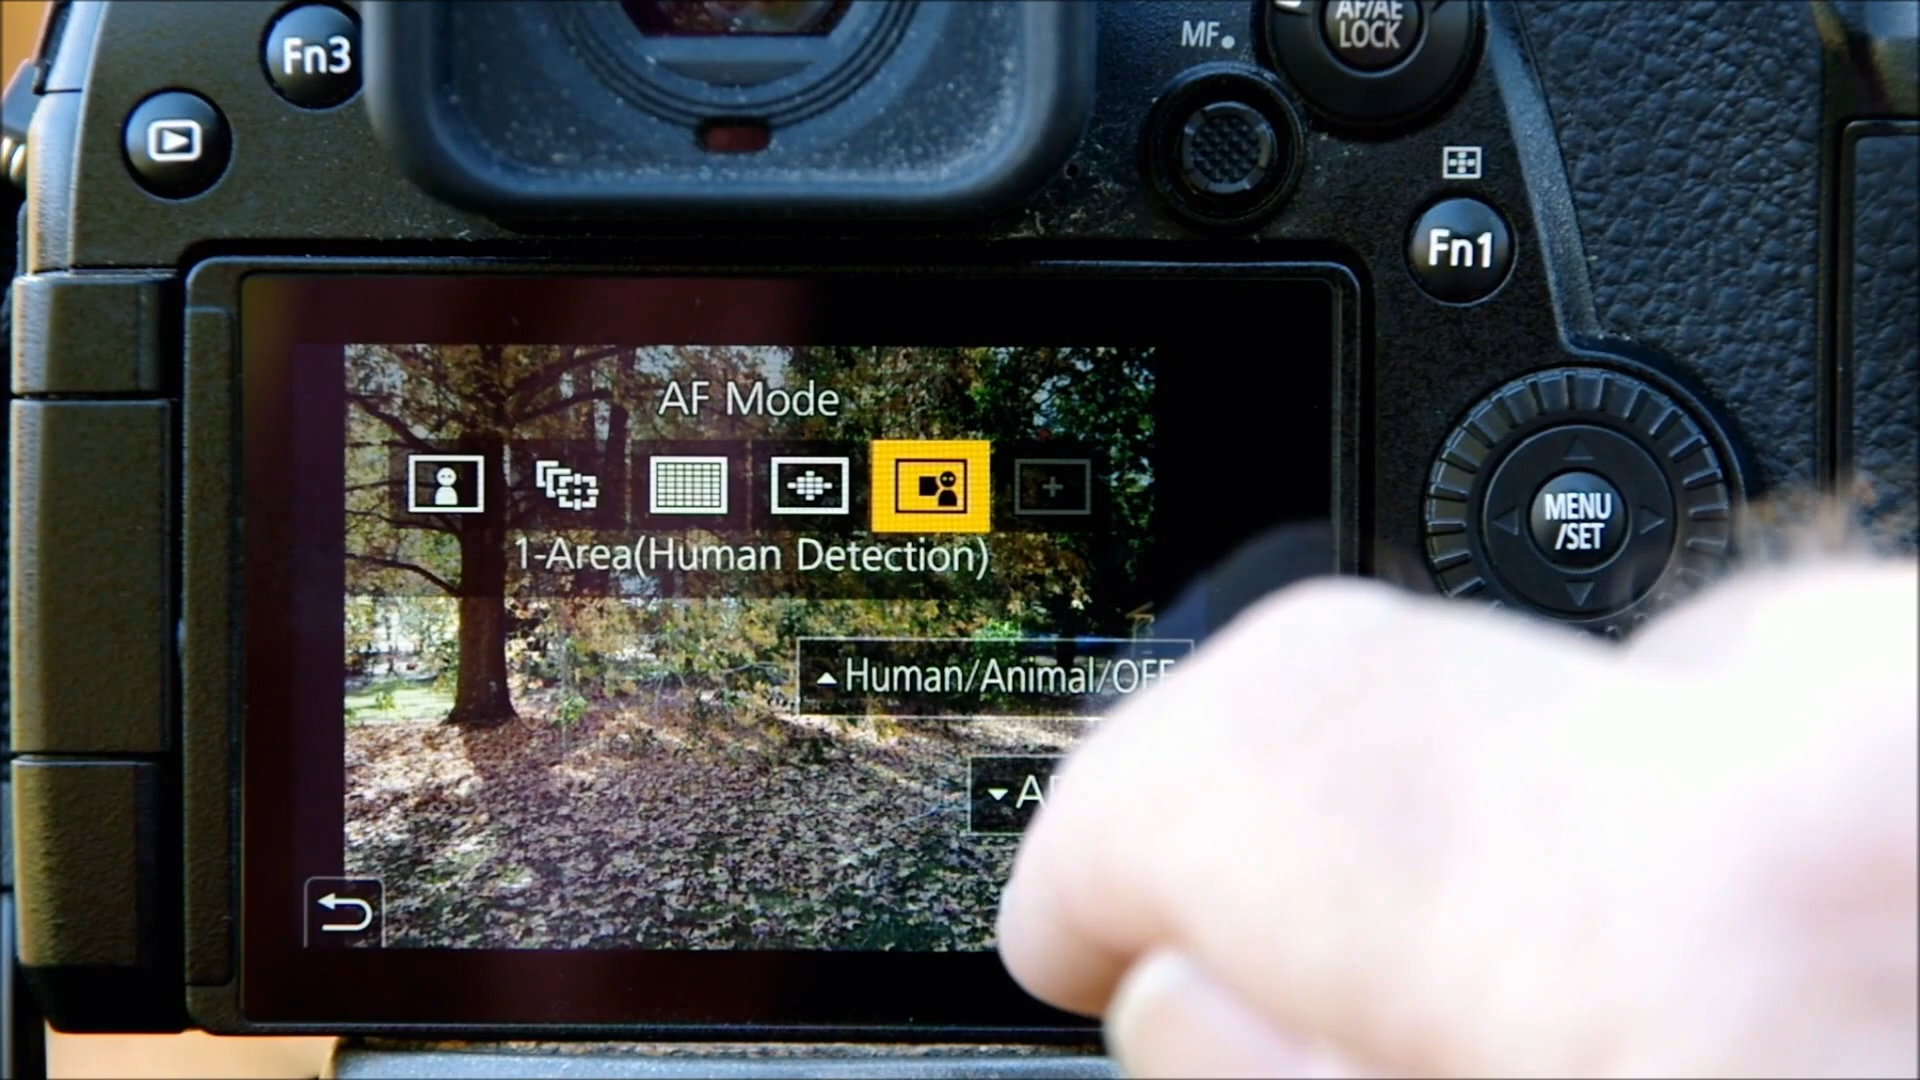 Fn3
MF
AF/AE
LOCK
Fn1
MENU
/SET
AF Mode
1-Area(Human Detection)
Human/Animal/OFF